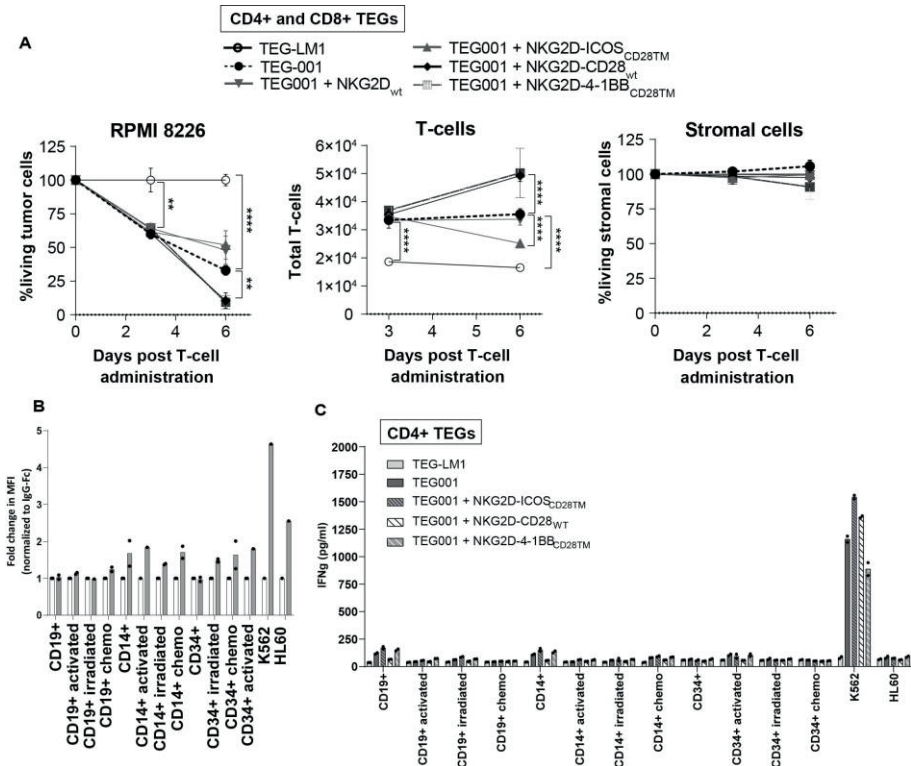 CD4+ and CD8+ TEGs
A
TEG-LM1
TEG-001
TEG001 + NKG2Dwt
TEG001 + NKG2D-ICOSCD28TM
TEG001 + NKG2D-CD28wt
TEG001 + NKG2D-4-1BBCD28TM
RPMI 8226
%living tumor cells
125
100
75
50
25
0
0 2 4 6
**
****
**
Days post T-cell
administration
T-cells
Total T-cells
6×10⁴
5×10⁴
4×10⁴
3×10⁴
2×10⁴
1×10⁴
0
3 4 5 6
****
****
****
****
Days post T-cell
administration
Stromal cells
%living stromal cells
125
100
75
50
25
0
0 2 4 6
Days post T-cell
administration
B
Fold change in MFI
(normalized to IgG-Fc)
5
4
3
2
1
0
CD19+
CD19+ activated
CD19+ irradiated
CD19+ chemo
CD14+
CD14+ activated
CD14+ irradiated
CD14+ chemo
CD34+
CD34+ irradiated
CD34+ chemo
CD34+ activated
K562
HL60
C
CD4+ TEGs
TEG-LM1
TEG001
TEG001 + NKG2D-ICOSCD28TM
TEG001 + NKG2D-CD28WT
TEG001 + NKG2D-4-1BBCD28TM
IFNg (pg/ml)
2000
1750
1500
1250
1000
750
500
250
0
CD19+
CD19+ activated
CD19+ irradiated
CD19+ chemo
CD14+
CD14+ activated
CD14+ irradiated
CD14+ chemo
CD34+
CD34+ activated
CD34+ irradiated
CD34+ chemo
K562
HL60